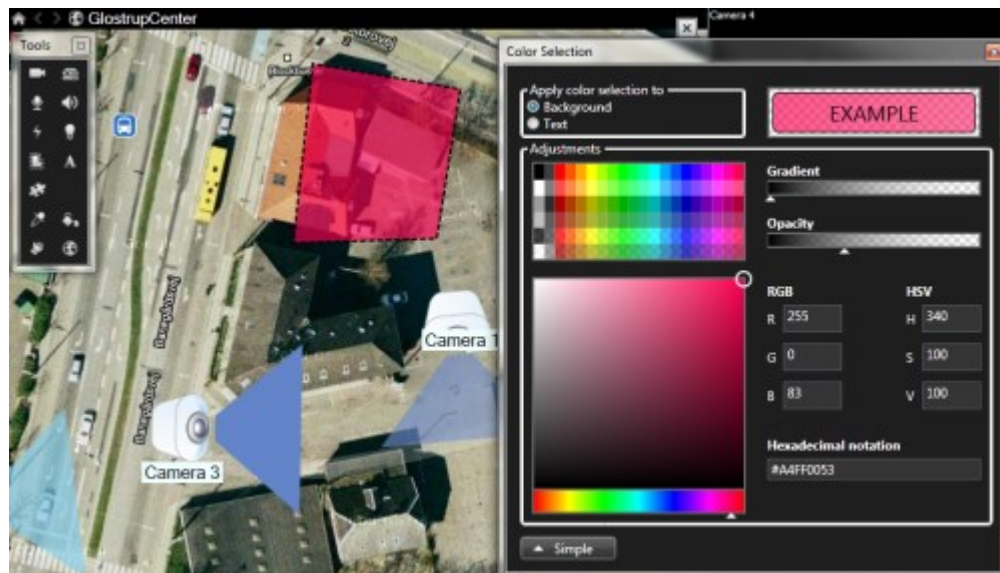 GlostrupCenter
Camera 4
Tools
Color Selection
Apply color selection to
Background
Text
EXAMPLE
Adjustments
Gradient
Opacity
RGB
HSV
R 255
H 340
G 0
S 100
B 83
V 100
Hexadecimal notation
#A4FF0053
Simple
A
2
Camera 1
Camera 3